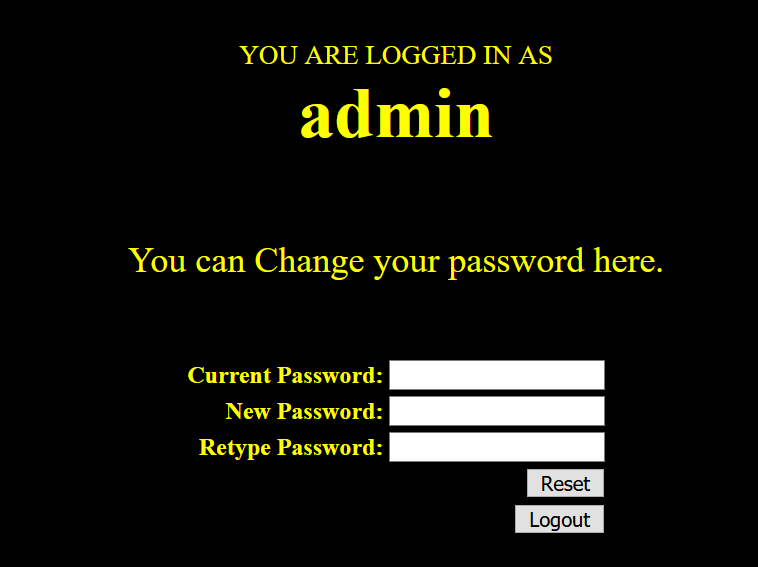 YOU ARE LOGGED IN AS
admin
You can Change your password here.
Current Password:
New Password:
Retype Password:
Reset
Logout